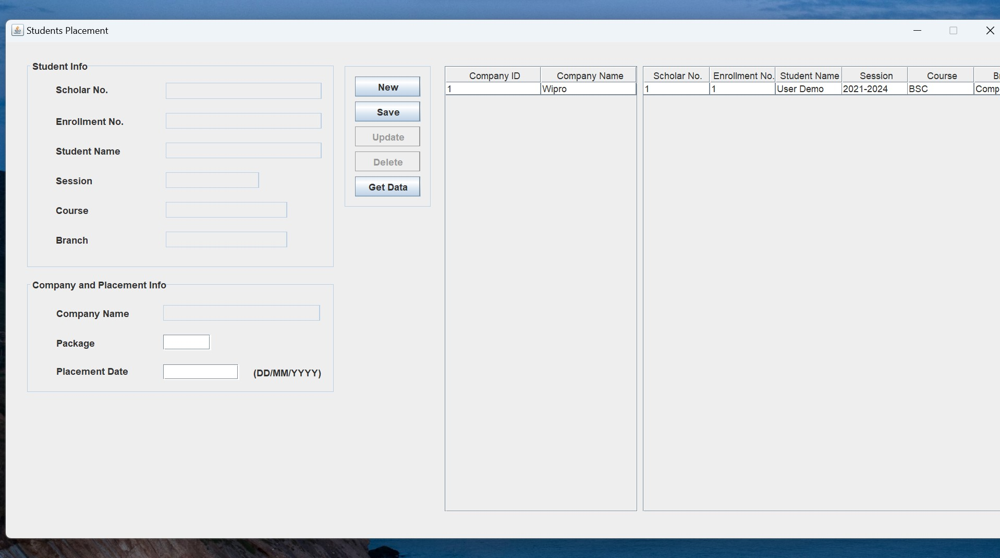 Students Placement
Student Info
Scholar No.
Enrollment No.
Student Name
Session
Course
Branch
Company and Placement Info
Company Name
Package
Placement Date (DD/MM/YYYY)
New
Save
Update
Delete
Get Data
Company ID Company Name
1 Wipro
Scholar No. Enrollment No. Student Name Session Course
1 1 User Demo 2021-2024 BSC Comp